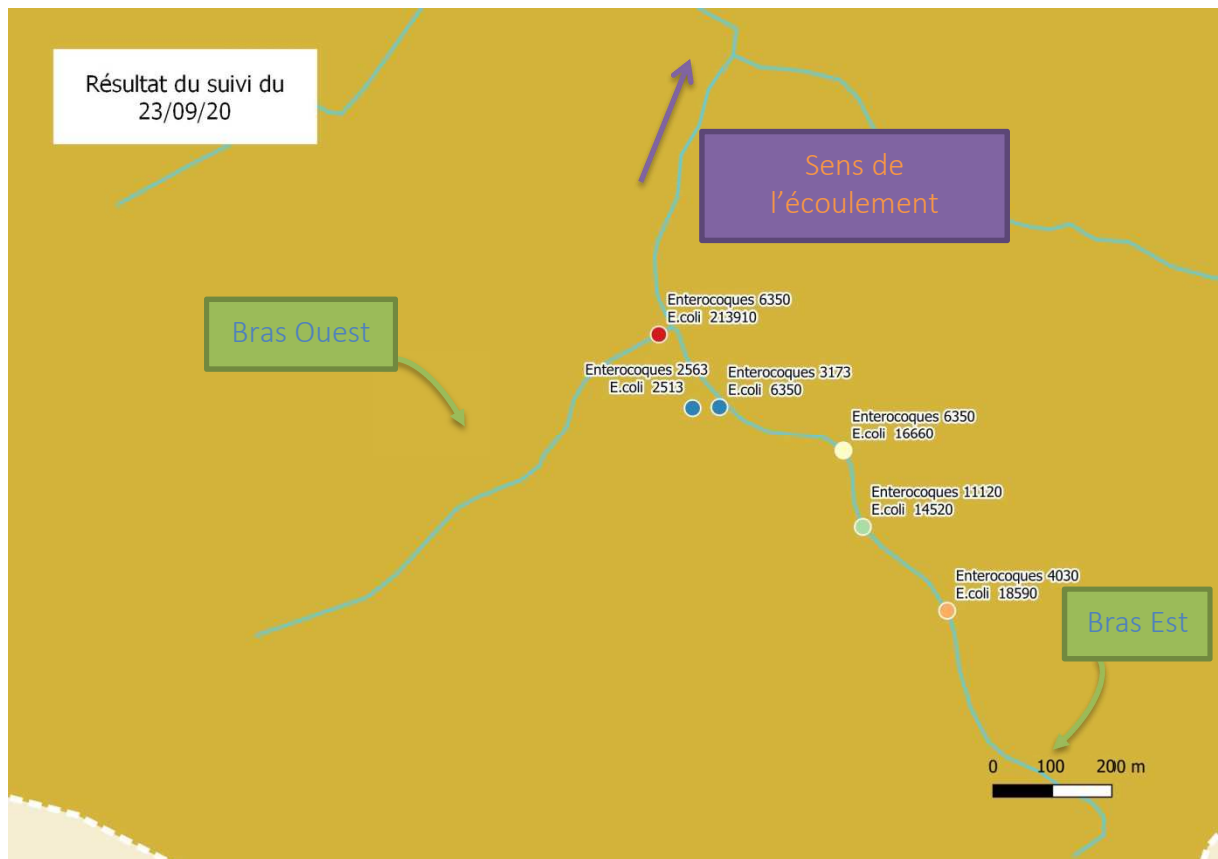 Résultat du suivi du
23/09/20
Sens de
l'écoulement
Enterocoques 6350
E.coli 213910
Bras Ouest
Enterocoques 2563
E.coli 2513
Enterocoques 3173
E.coli 6350
Enterocoques 6350
E.coli 16660
Enterocoques 11120
E.coli 14520
Enterocoques 4030
E.coli 18590
Bras Est
0 100 200 m